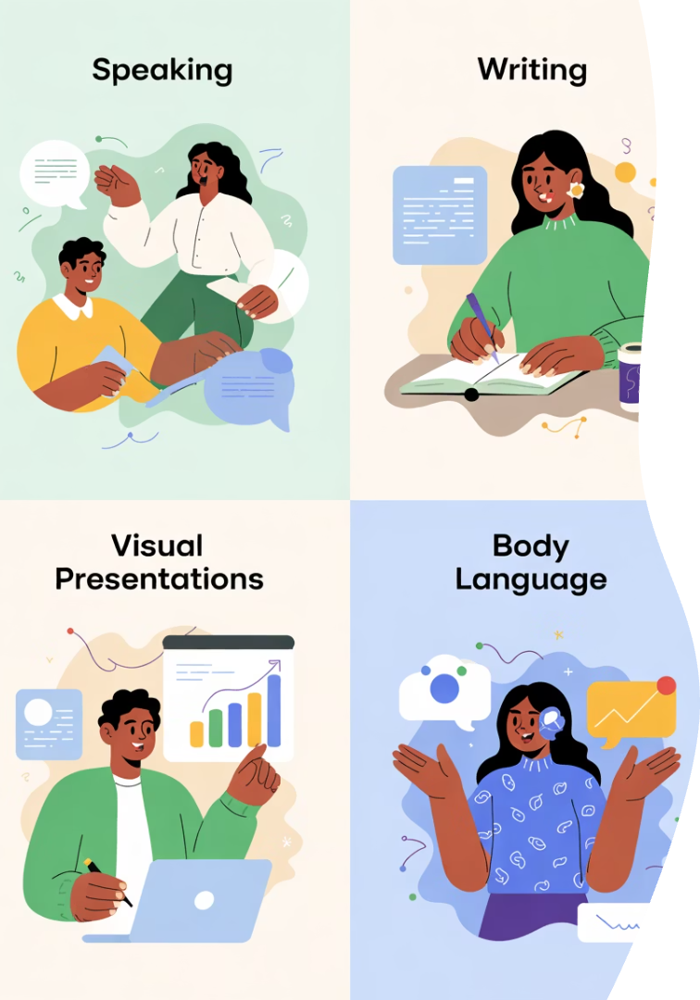 Speaking
Writing
Visual
Presentations
Body
Language